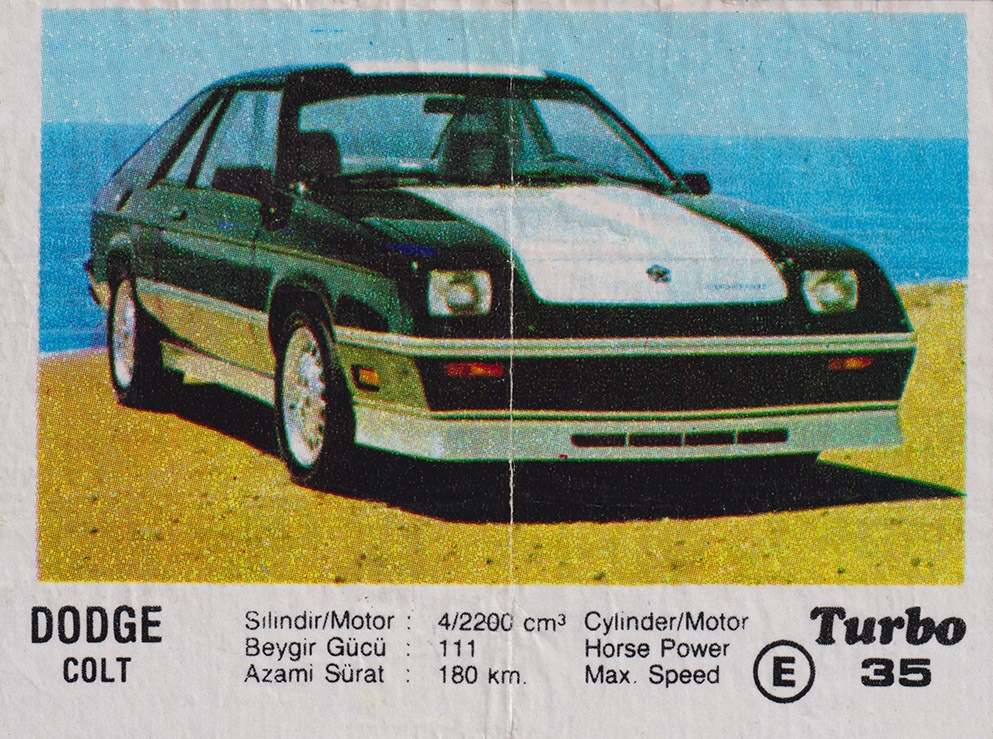 DODGE
COLT
Silindir/Motor : 4/2200 cm³ Cylinder/Motor
Beygir Gücü : 111 Horse Power
Azami Sürat : 180 km. Max. Speed
E
Turbo
35